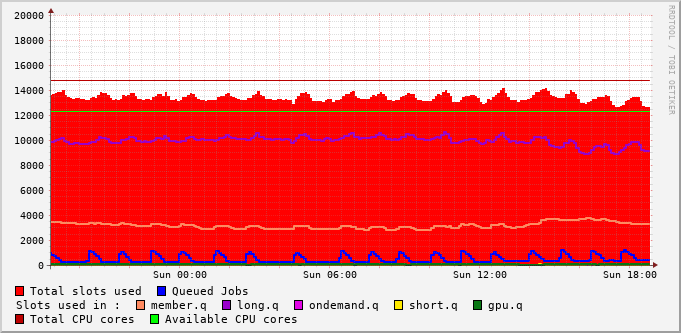 RRDTOOL / TOBI OETIKER
20000
18000
16000
14000
12000
10000
8000
6000
4000
2000
0
Sun 00:00 Sun 06:00 Sun 12:00 Sun 18:00
Total slots used Queued Jobs
Slots used in : member.q long.q ondemand.q short.q gpu.q
Total CPU cores Available CPU cores